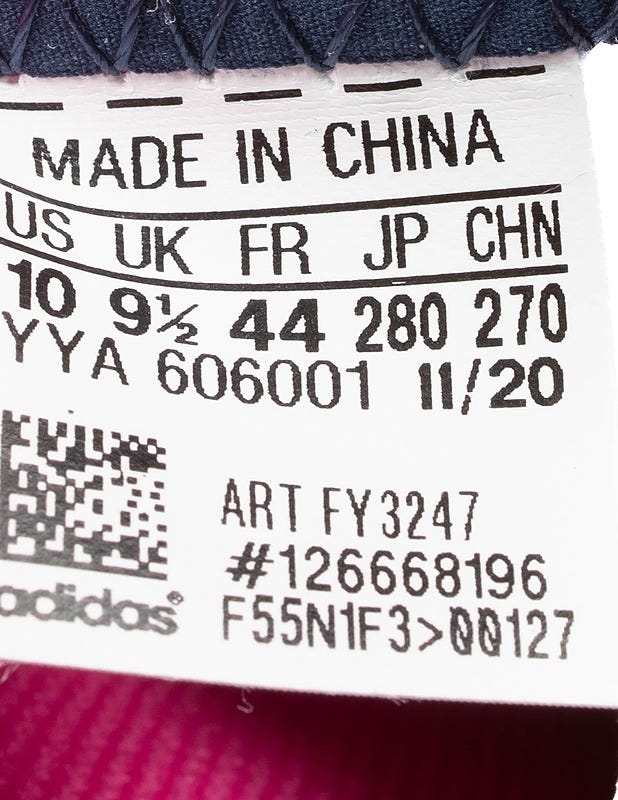 MADE IN CHINA
US UK FR JP CHN
10 9½ 44 280 270
YYA 606001 11/20
ART FY3247
#126668196
F55N1F3>00127
adidas®